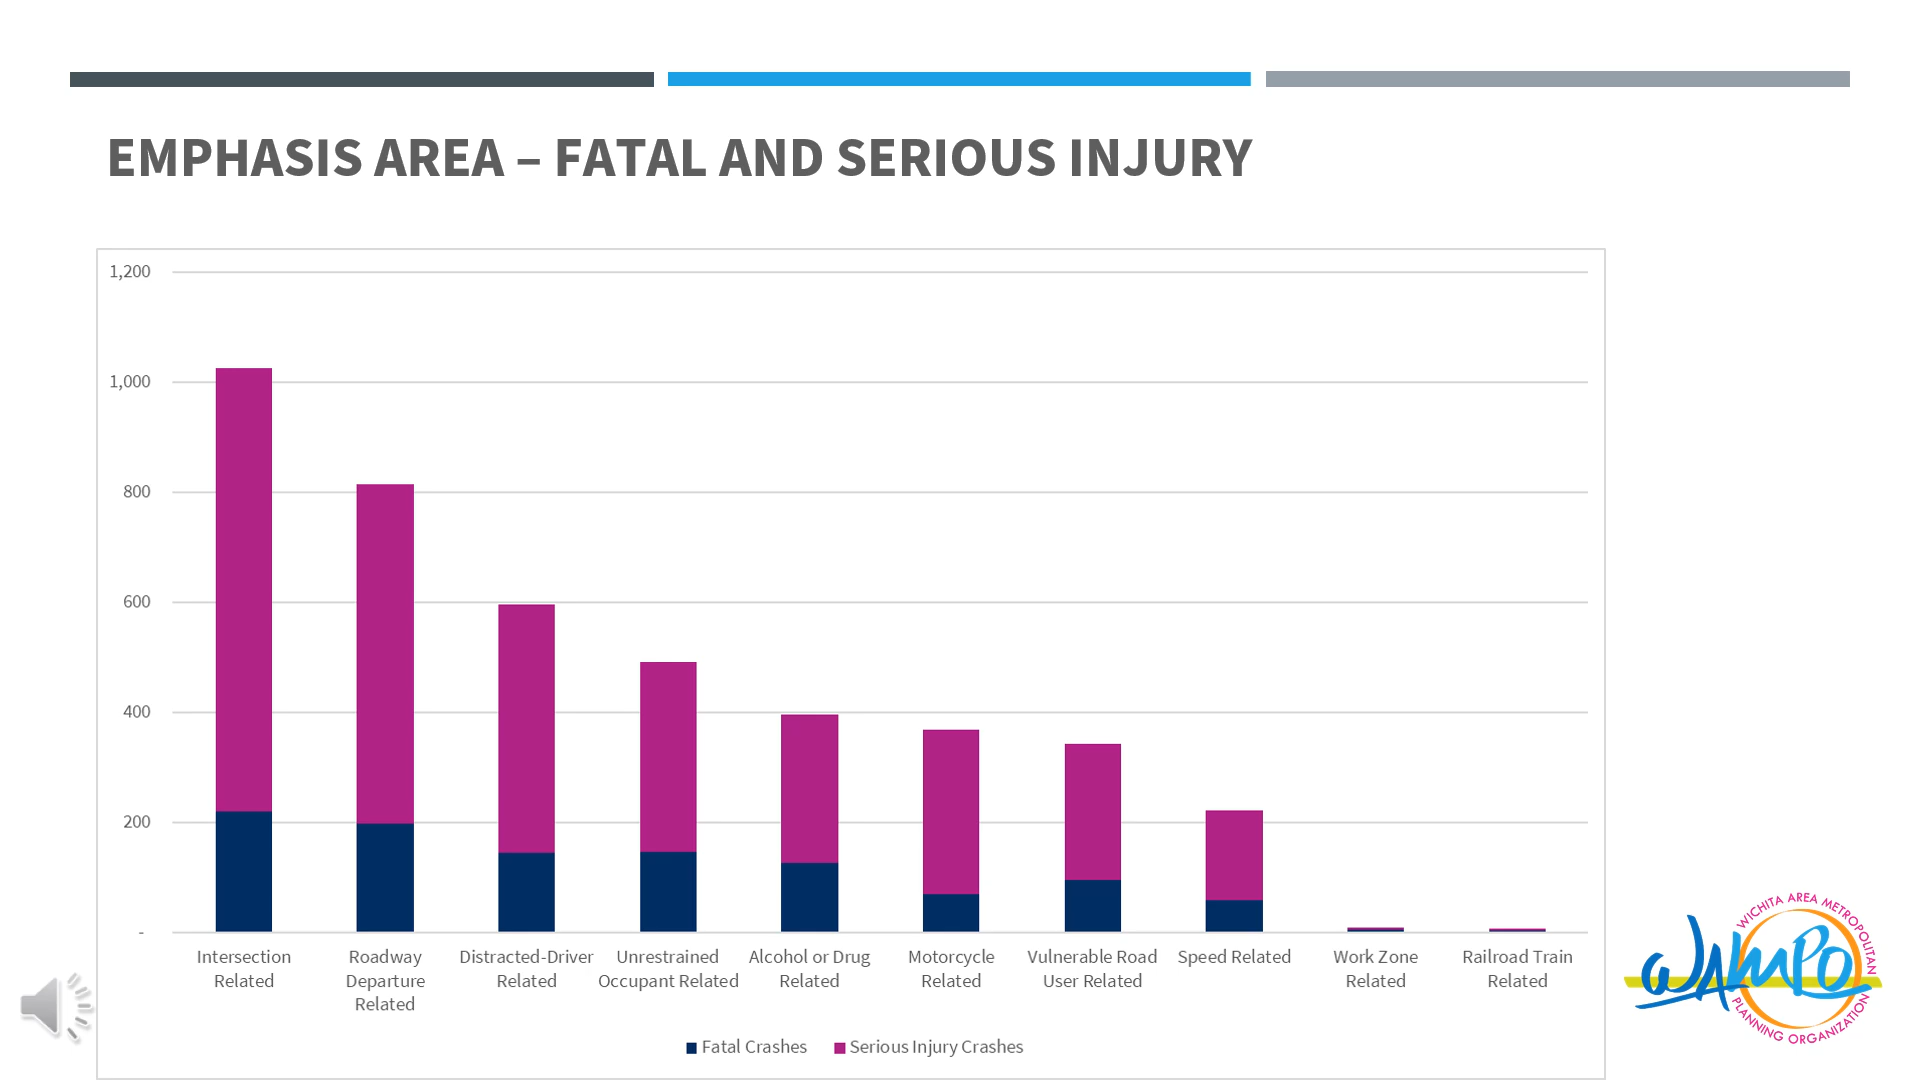 EMPHASIS AREA – FATAL AND SERIOUS INJURY
1,200
1,000
800
600
400
200
-
Intersection
Related
Roadway
Departure
Related
Distracted-Driver
Related
Unrestrained
Occupant Related
Alcohol or Drug
Related
Motorcycle
Related
Vulnerable Road
User Related
Speed Related
Work Zone
Related
Railroad Train
Related
Fatal Crashes
Serious Injury Crashes
WICHITA AREA METROPOLITAN
WAMPO
PLANNING ORGANIZATION